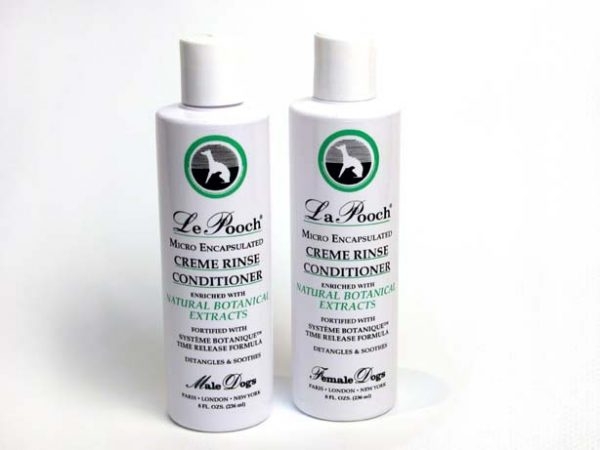 Le Pooch®
MICRO ENCAPSULATED
CREME RINSE
CONDITIONER
ENRICHED WITH
NATURAL BOTANICAL
EXTRACTS
FORTIFIED WITH
SYSTÈME BOTANIQUE™
TIME RELEASE FORMULA
DETANGLES & SOOTHES
Male Dogs
PARIS • LONDON • NEW YORK
8 FL. OZS. (236 ml)
La Pooch®
MICRO ENCAPSULATED
CREME RINSE
CONDITIONER
ENRICHED WITH
NATURAL BOTANICAL
EXTRACTS
FORTIFIED WITH
SYSTÈME BOTANIQUE™
TIME RELEASE FORMULA
DETANGLES & SOOTHES
Female Dogs
PARIS • LONDON • NEW YORK
8 FL. OZS. (236 ml)